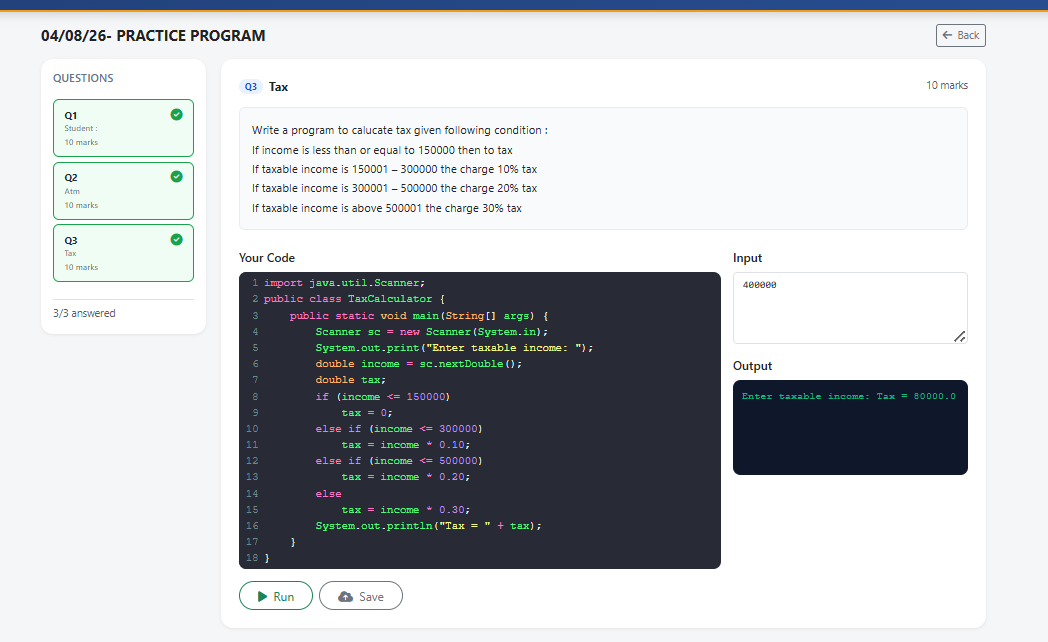 04/08/26- PRACTICE PROGRAM
← Back
QUESTIONS
Q1
Student :
10 marks
Q2
Atm
10 marks
Q3
Tax
10 marks
3/3 answered
Q3 Tax
10 marks
Write a program to calucate tax given following condition :
If income is less than or equal to 150000 then to tax
If taxable income is 150001 – 300000 the charge 10% tax
If taxable income is 300001 – 500000 the charge 20% tax
If taxable income is above 500001 the charge 30% tax
Your Code
1 import java.util.Scanner;
2 public class TaxCalculator {
3     public static void main(String[] args) {
4         Scanner sc = new Scanner(System.in);
5         System.out.print("Enter taxable income: ");
6         double income = sc.nextDouble();
7         double tax;
8         if (income <= 150000)
9             tax = 0;
10         else if (income <= 300000)
11             tax = income * 0.10;
12         else if (income <= 500000)
13             tax = income * 0.20;
14         else
15             tax = income * 0.30;
16         System.out.println("Tax = " + tax);
17     }
18 }
Run
Save
Input
400000
Output
Enter taxable income: Tax = 80000.0